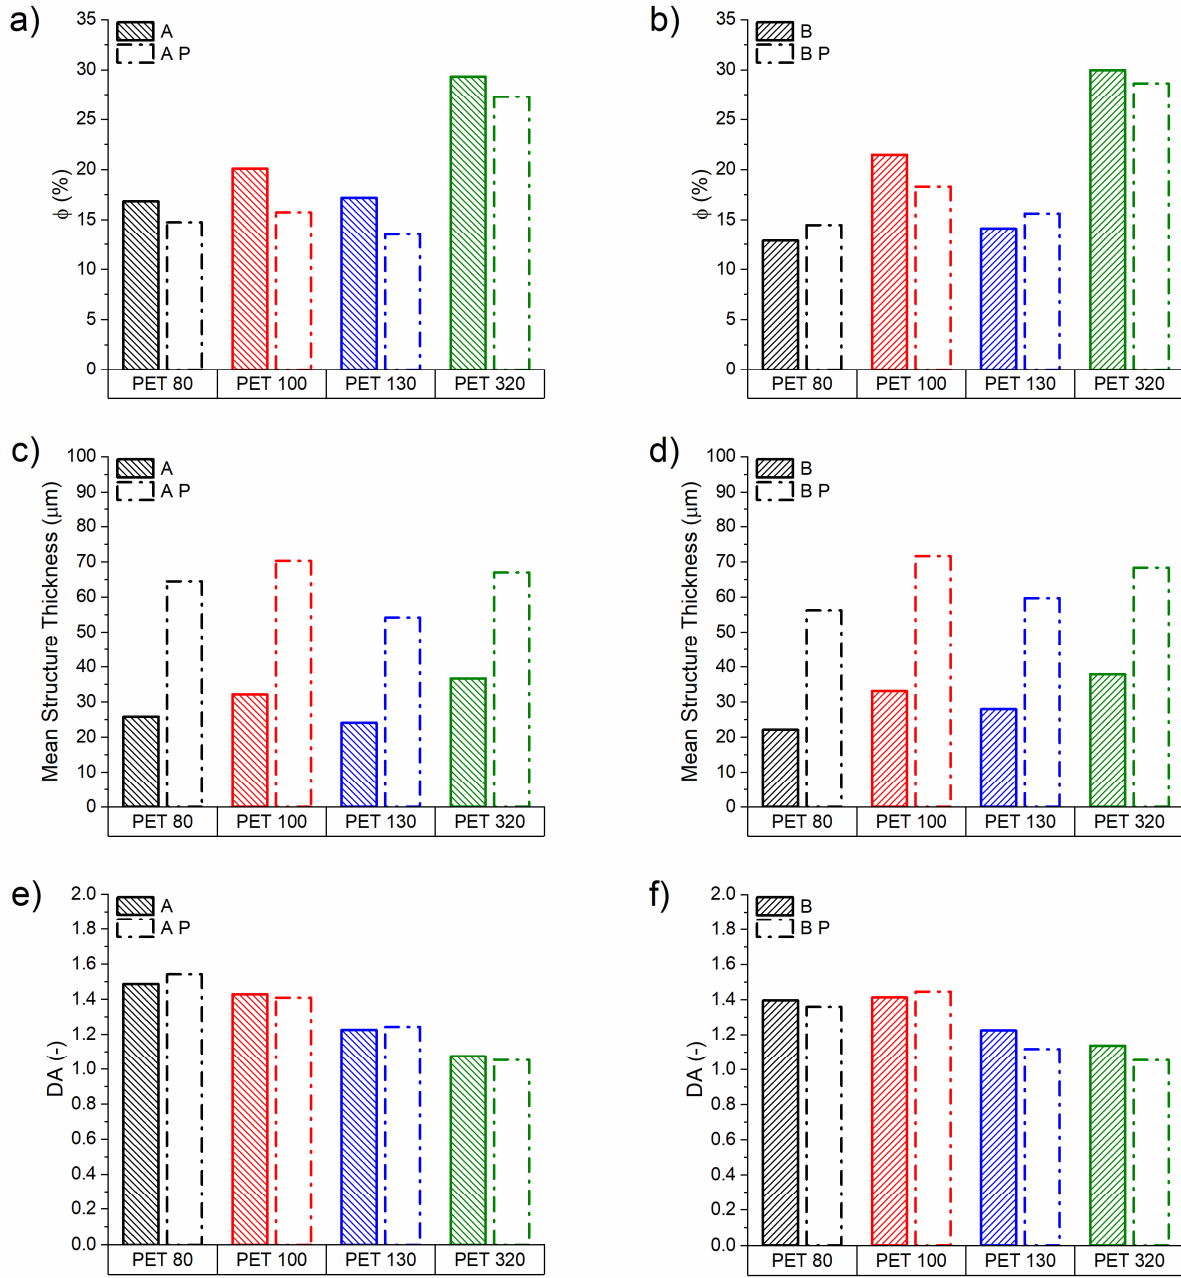 a)
A
A P
35
30
25
20
15
10
5
0
ϕ (%)
PET 80 PET 100 PET 130 PET 320
b)
B
B P
35
30
25
20
15
10
5
0
ϕ (%)
PET 80 PET 100 PET 130 PET 320
c)
A
A P
100
90
80
70
60
50
40
30
20
10
0
Mean Structure Thickness (μm)
PET 80 PET 100 PET 130 PET 320
d)
B
B P
100
90
80
70
60
50
40
30
20
10
0
Mean Structure Thickness (μm)
PET 80 PET 100 PET 130 PET 320
e)
A
A P
2.0
1.8
1.6
1.4
1.2
1.0
0.8
0.6
0.4
0.2
0.0
DA (-)
PET 80 PET 100 PET 130 PET 320
f)
B
B P
2.0
1.8
1.6
1.4
1.2
1.0
0.8
0.6
0.4
0.2
0.0
DA (-)
PET 80 PET 100 PET 130 PET 320